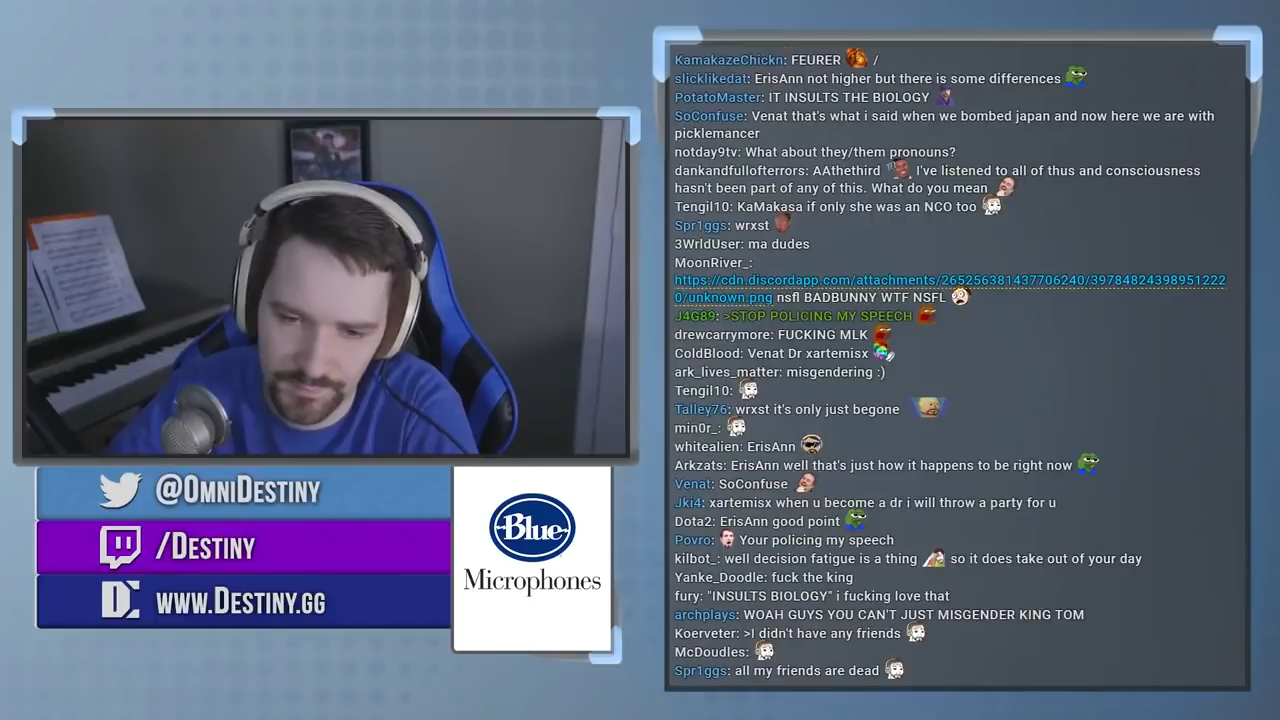 KamakazeChickn: FEURER /
slicklikedat: ErisAnn not higher but there is some differences
PotatoMaster: IT INSULTS THE BIOLOGY
SoConfuse: Venat that's what i said when we bombed japan and now here we are with
picklemancer
notday9tv: What about they/them pronouns?
dankandfullofterrors: AAthethird I've listened to all of thus and consciousness
hasn't been part of any of this. What do you mean
Tengil10: KaMakasa if only she was an NCO too
Spr1ggs: wrxst
3WrldUser: ma dudes
MoonRiver_:
https://cdn.discordapp.com/attachments/265256381437706240/39784824398951222
0/unknown.png nsfl BADBUNNY WTF NSFL
J4G89: >STOP POLICING MY SPEECH
drewcarrymore: FUCKING MLK
ColdBlood: Venat Dr xartemisx
ark_lives_matter: misgendering :)
Tengil10:
Talley76: wrxst it's only just begone
min0r_:
whitealien: ErisAnn
Arkzats: ErisAnn well that's just how it happens to be right now
Venat: SoConfuse
Jki4: xartemisx when u become a dr i will throw a party for u
Dota2: ErisAnn good point
Povro: Your policing my speech
kilbot_: well decision fatigue is a thing so it does take out of your day
Yanke_Doodle: fuck the king
fury: "INSULTS BIOLOGY" i fucking love that
archplays: WOAH GUYS YOU CAN'T JUST MISGENDER KING TOM
Koerveter: >I didn't have any friends
McDoudles:
Spr1ggs: all my friends are dead
@OmniDestiny
/Destiny
www.Destiny.gg
Blue
Microphones